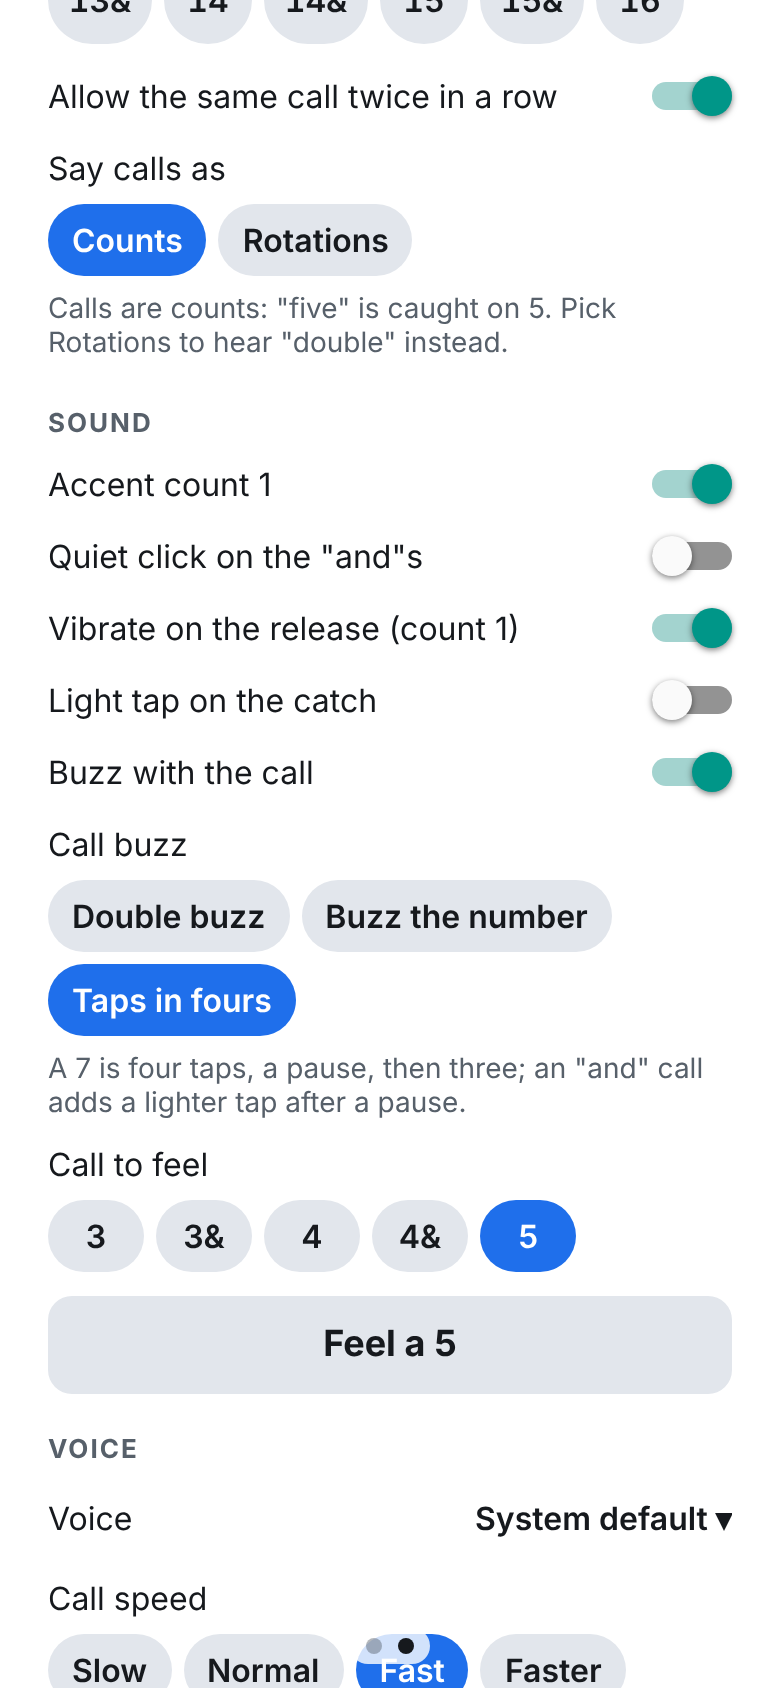 13& 14 14& 15 15& 16
Allow the same call twice in a row
Say calls as
Counts Rotations
Calls are counts: "five" is caught on 5. Pick
Rotations to hear "double" instead.
SOUND
Accent count 1
Quiet click on the "and"s
Vibrate on the release (count 1)
Light tap on the catch
Buzz with the call
Call buzz
Double buzz Buzz the number
Taps in fours
A 7 is four taps, a pause, then three; an "and" call
adds a lighter tap after a pause.
Call to feel
3 3& 4 4& 5
Feel a 5
VOICE
Voice System default ▾
Call speed
Slow Normal Fast Faster